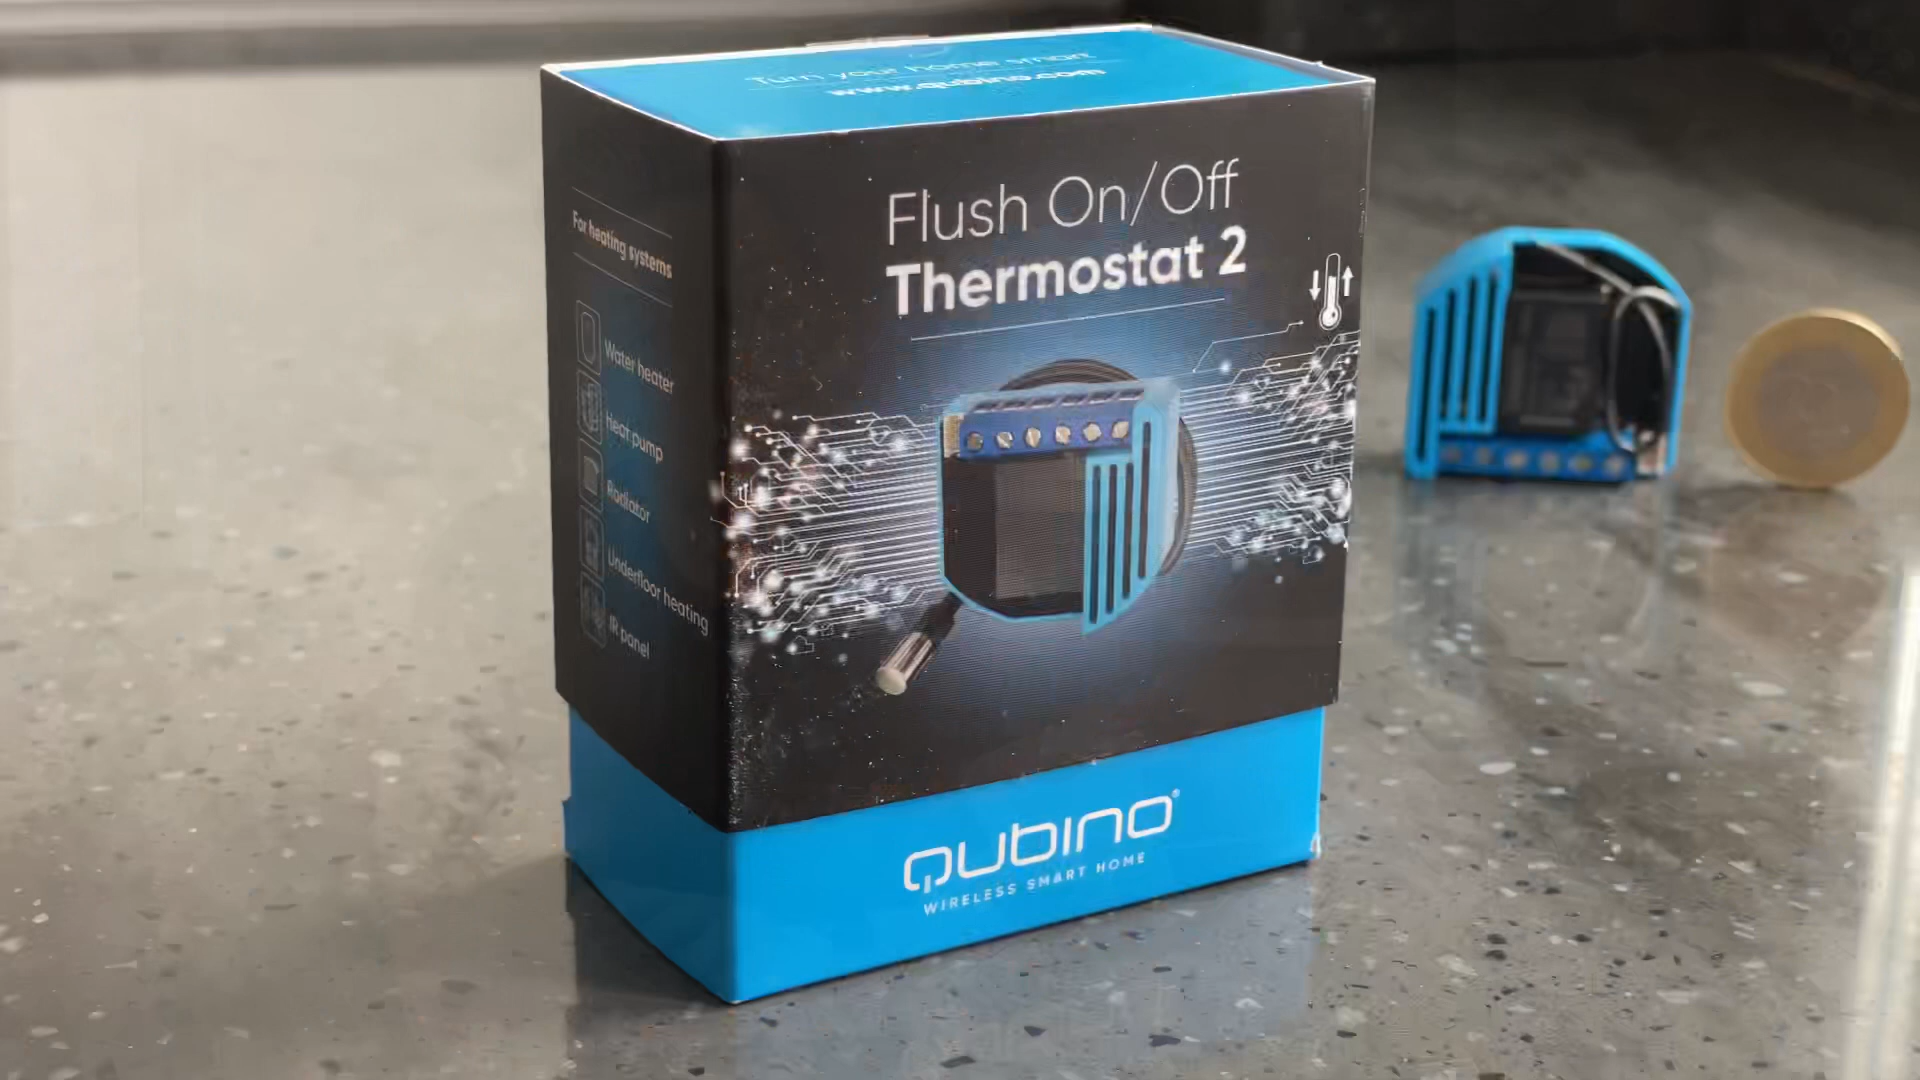 Turn your home smart
www.qubino.com
Flush On/Off
Thermostat 2
For heating systems
Water heater
Heat pump
Radiator
Underfloor heating
IR panel
QUBINO®
WIRELESS SMART HOME